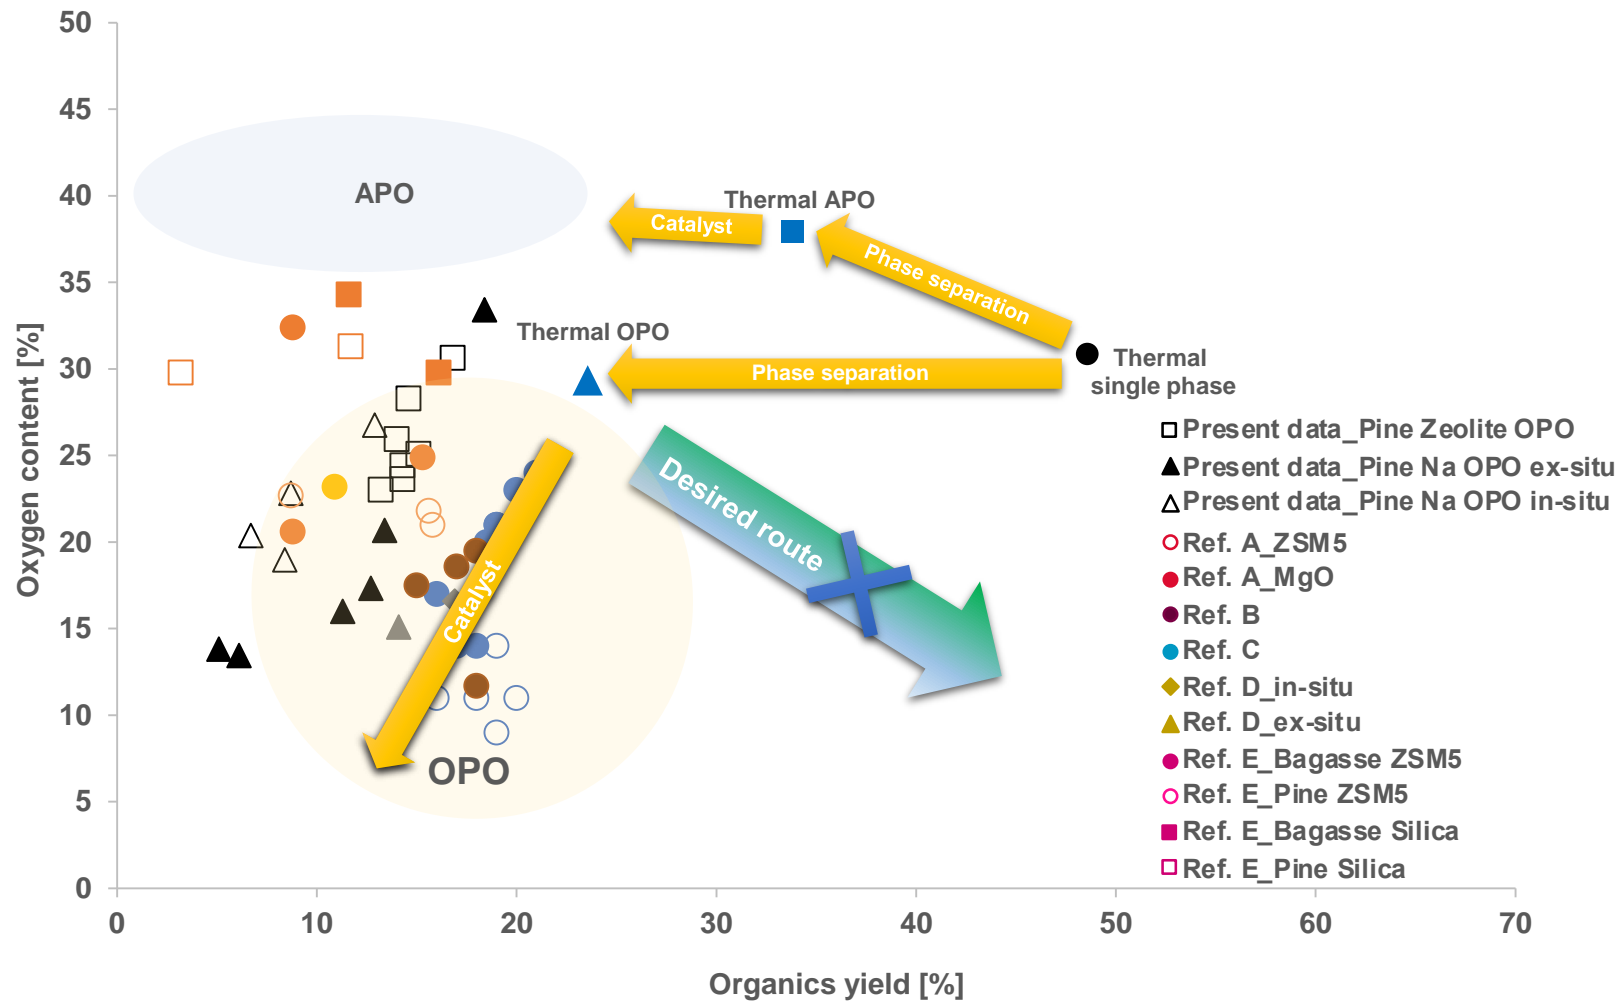 50
45
40
35
30
25
20
15
10
5
0
Oxygen content [%]
APO
Thermal APO
Catalyst
Phase separation
Thermal OPO
Phase separation
Thermal
single phase
Desired route
Catalyst
OPO
Present data_Pine Zeolite OPO
Present data_Pine Na OPO ex-situ
Present data_Pine Na OPO in-situ
Ref. A_ZSM5
Ref. A_MgO
Ref. B
Ref. C
Ref. D_in-situ
Ref. D_ex-situ
Ref. E_Bagasse ZSM5
Ref. E_Pine ZSM5
Ref. E_Bagasse Silica
Ref. E_Pine Silica
0 10 20 30 40 50 60 70
Organics yield [%]